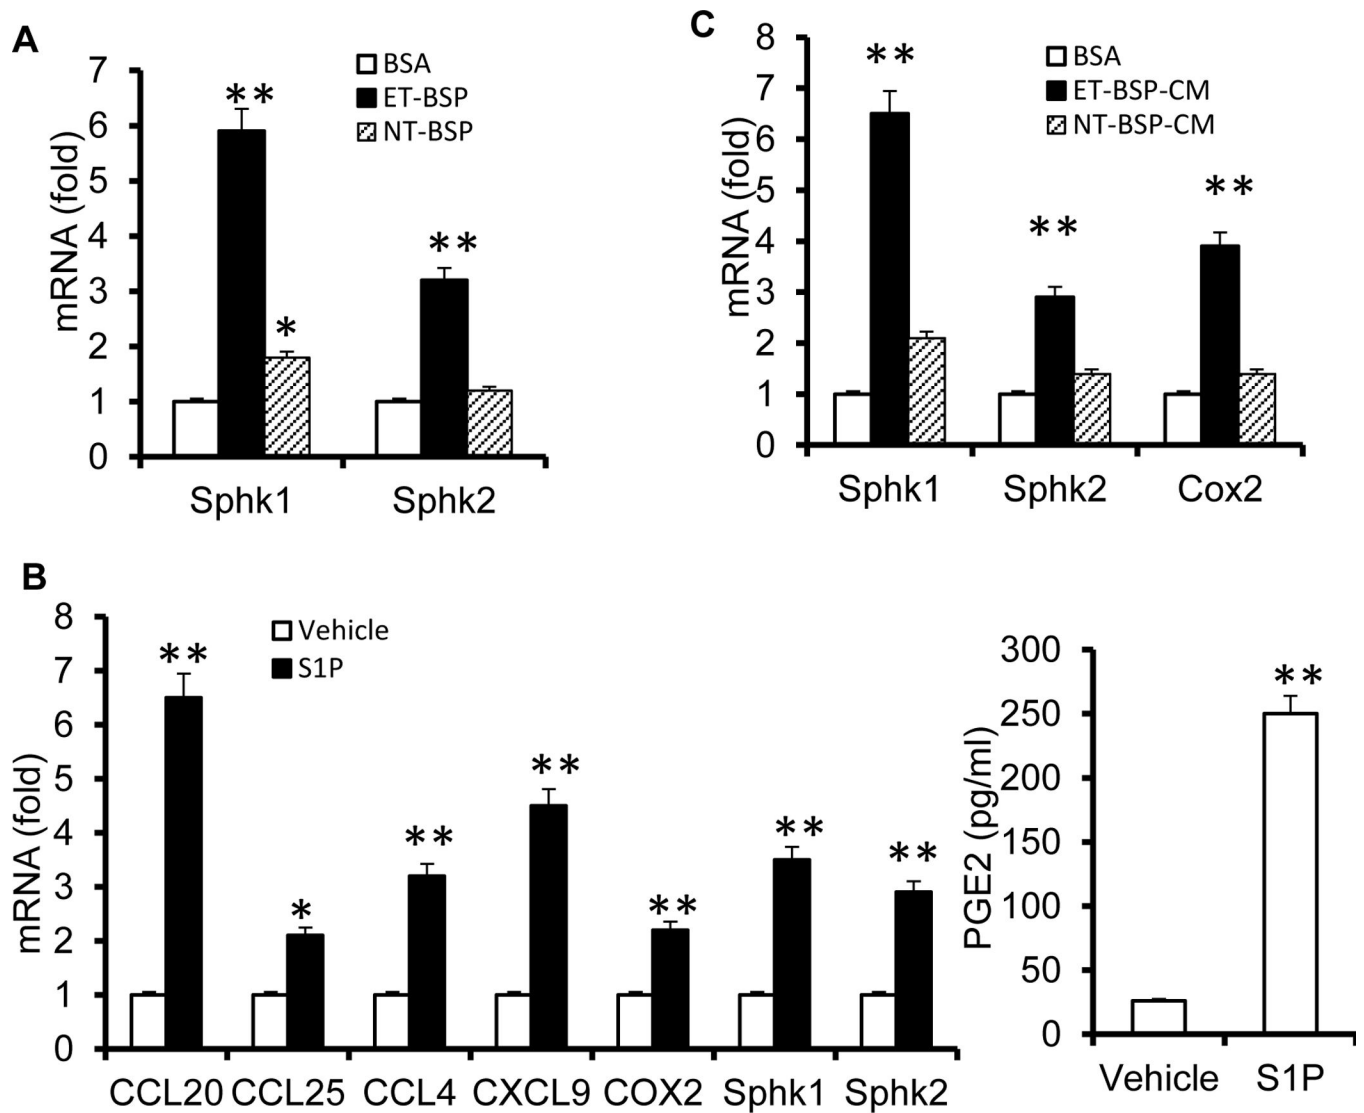 A
BSA
ET-BSP
NT-BSP
mRNA (fold)
7
6
5
4
3
2
1
0
**
*
**
Sphk1 Sphk2
C
BSA
ET-BSP-CM
NT-BSP-CM
mRNA (fold)
8
7
6
5
4
3
2
1
0
**
**
**
Sphk1 Sphk2 Cox2
B
Vehicle
S1P
mRNA (fold)
8
7
6
5
4
3
2
1
0
**
*
**
**
**
**
**
CCL20 CCL25 CCL4 CXCL9 COX2 Sphk1 Sphk2
PGE2 (pg/ml)
300
250
200
150
100
50
0
**
Vehicle S1P